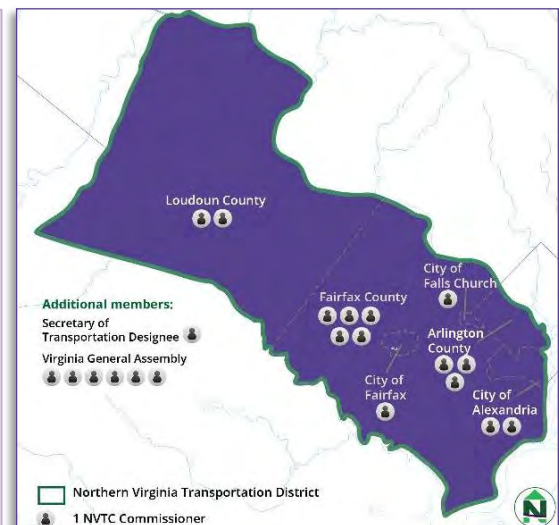 Loudoun County
City of
Falls Church
Fairfax County
Arlington
County
City of
Fairfax
City of
Alexandria
Additional members:
Secretary of
Transportation Designee
Virginia General Assembly
Northern Virginia Transportation District
1 NVTC Commissioner
N